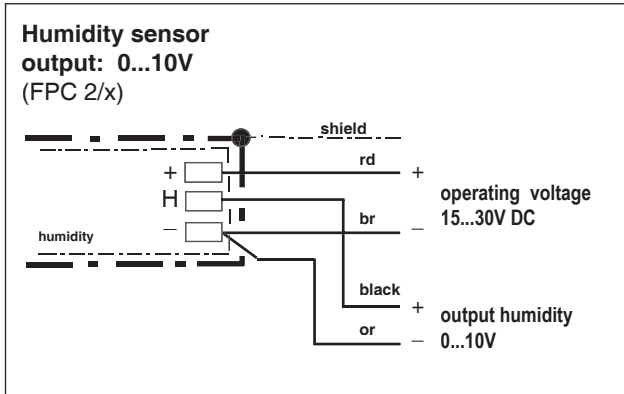 Humidity sensor
output: 0...10V
(FPC 2/x)
shield
rd
+ +
operating voltage
H
15...30V DC
br
– –
humidity
black
+
output humidity
or
– 0...10V